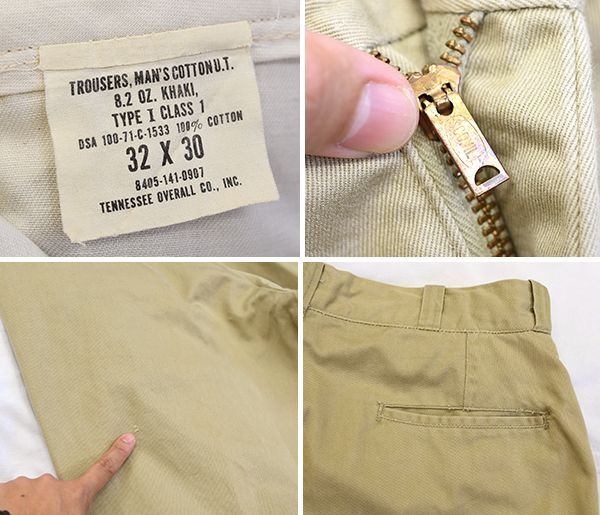 TROUSERS, MAN'S COTTON U.T.
8.2 OZ. KHAKI,
TYPE I CLASS 1
DSA 100-71-C-1533 100% COTTON
32 X 30
8405-141-0907
TENNESSEE OVERALL CO., INC.